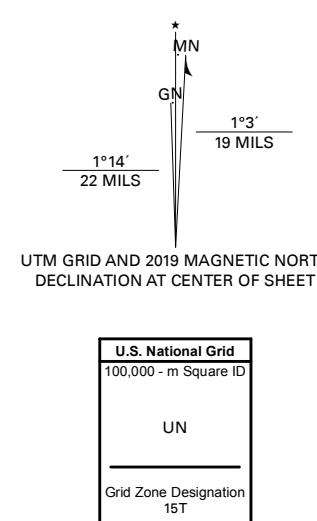 ★
MN
GN
1°3´
19 MILS
1°14´
22 MILS
UTM GRID AND 2019 MAGNETIC NORT
DECLINATION AT CENTER OF SHEET
U.S. National Grid
100,000 - m Square ID
UN
Grid Zone Designation
15T